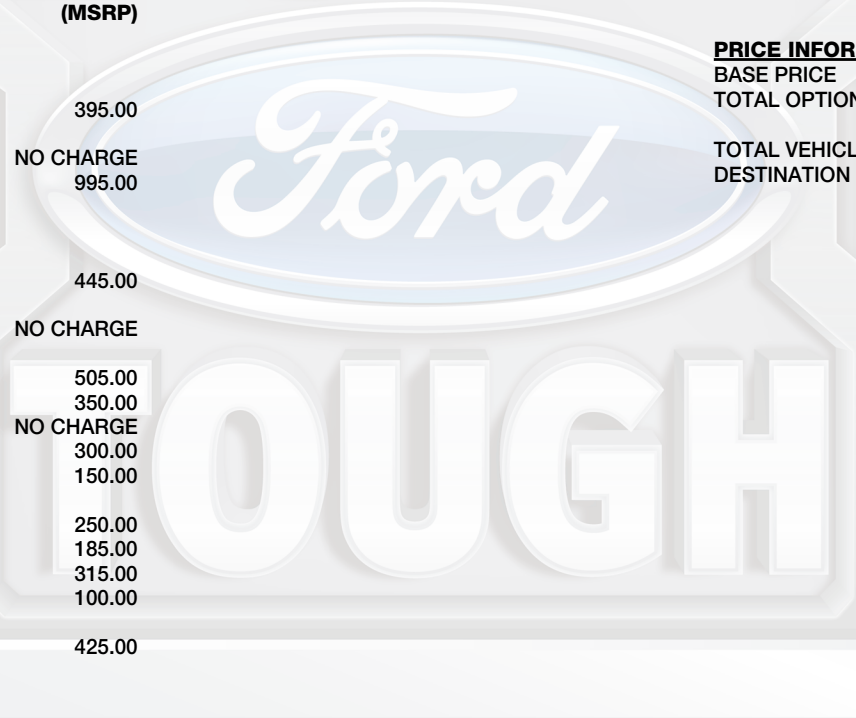 (MSRP)
395.00
NO CHARGE
995.00
445.00
NO CHARGE
505.00
350.00
NO CHARGE
300.00
150.00
250.00
185.00
315.00
100.00
425.00
PRICE INFOR
BASE PRICE
TOTAL OPTION
TOTAL VEHICL
DESTINATION
Ford
TOUGH